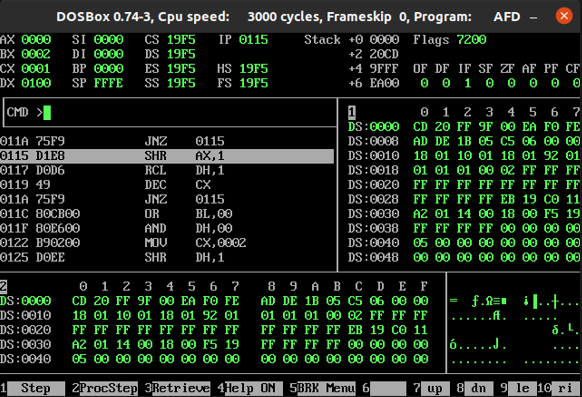 DOSBox 0.74-3, Cpu speed: 3000 cycles, Frameskip 0, Program: AFD
AX 0000 SI 0000 CS 19F5 IP 0115 Stack +0 0000 Flags 7200
BX 0002 DI 0000 DS 19F5 +2 20CD
CX 0001 BP 0000 ES 19F5 HS 19F5 +4 9FFF OF DF IF SF ZF AF PF CF
DX 0100 SP FFFE SS 19F5 FS 19F5 +6 EA00 0 0 1 0 0 0 0 0
CMD >
011A 75F9 JNZ 0115
0115 D1E8 SHR AX,1
0117 D0D6 RCL DH,1
0119 49 DEC CX
011A 75F9 JNZ 0115
011C 80CB00 OR BL,00
011F 80E600 AND DH,00
0122 B90200 MOV CX,0002
0125 D0EE SHR DH,1
1 0 1 2 3 4 5 6 7
DS:0000 CD 20 FF 9F 00 EA F0 FE
DS:0008 AD DE 1B 05 C5 06 00 00
DS:0010 18 01 10 01 18 01 92 01
DS:0018 01 01 01 00 02 FF FF FF
DS:0020 FF FF FF FF FF FF FF FF
DS:0028 FF FF FF FF EB 19 C0 11
DS:0030 A2 01 14 00 18 00 F5 19
DS:0038 FF FF FF FF 00 00 00 00
DS:0040 05 00 00 00 00 00 00 00
DS:0048 00 00 00 00 00 00 00 00
2 0 1 2 3 4 5 6 7 8 9 A B C D E F
DS:0000 CD 20 FF 9F 00 EA F0 FE AD DE 1B 05 C5 06 00 00
DS:0010 18 01 10 01 18 01 92 01 01 01 01 00 02 FF FF FF
DS:0020 FF FF FF FF FF FF FF FF FF FF FF FF EB 19 C0 11
DS:0030 A2 01 14 00 18 00 F5 19 FF FF FF FF 00 00 00 00
DS:0040 05 00 00 00 00 00 00 00 00 00 00 00 00 00 00 00
1 Step 2 ProcStep 3 Retrieve 4 Help ON 5 BRK Menu 6 7 up 8 dn 9 le 10 ri